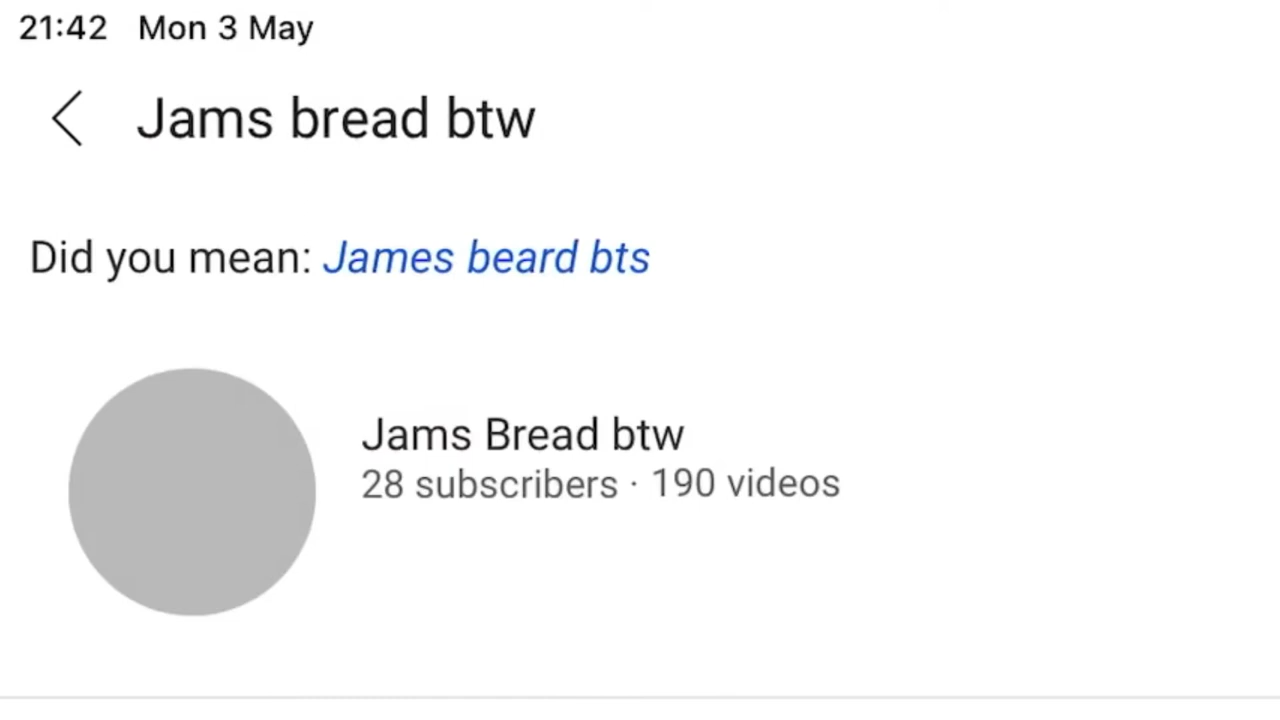 21:42 Mon 3 May
Jams bread btw
Did you mean: James beard bts
Jams Bread btw
28 subscribers · 190 videos